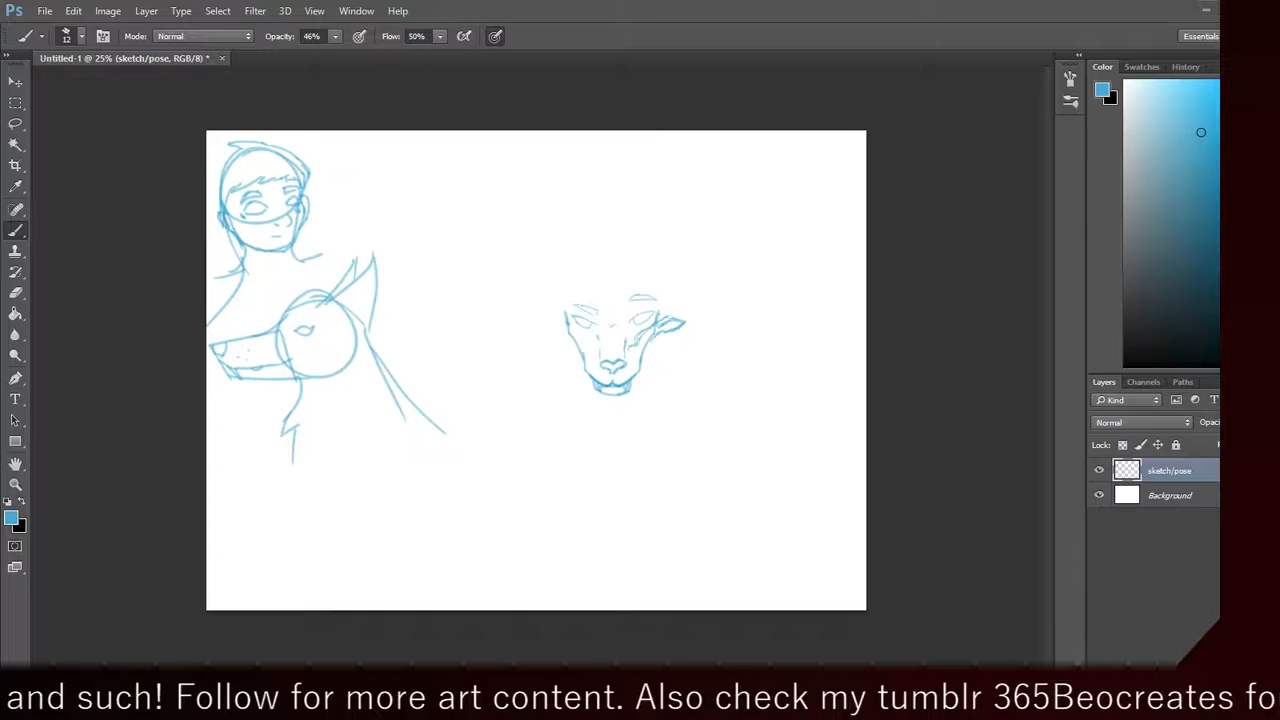 Ps File Edit Image Layer Type Select Filter 3D View Window Help
12 Mode: Normal Opacity: 46% Flow: 50% Essentials
Untitled-1 @ 25% (sketch/pose, RGB/8) *
Color Swatches History
Layers Channels Paths
Kind T
Normal Opac
Lock:
sketch/pose
Background
and such! Follow for more art content. Also check my tumblr 365Beocreates fo